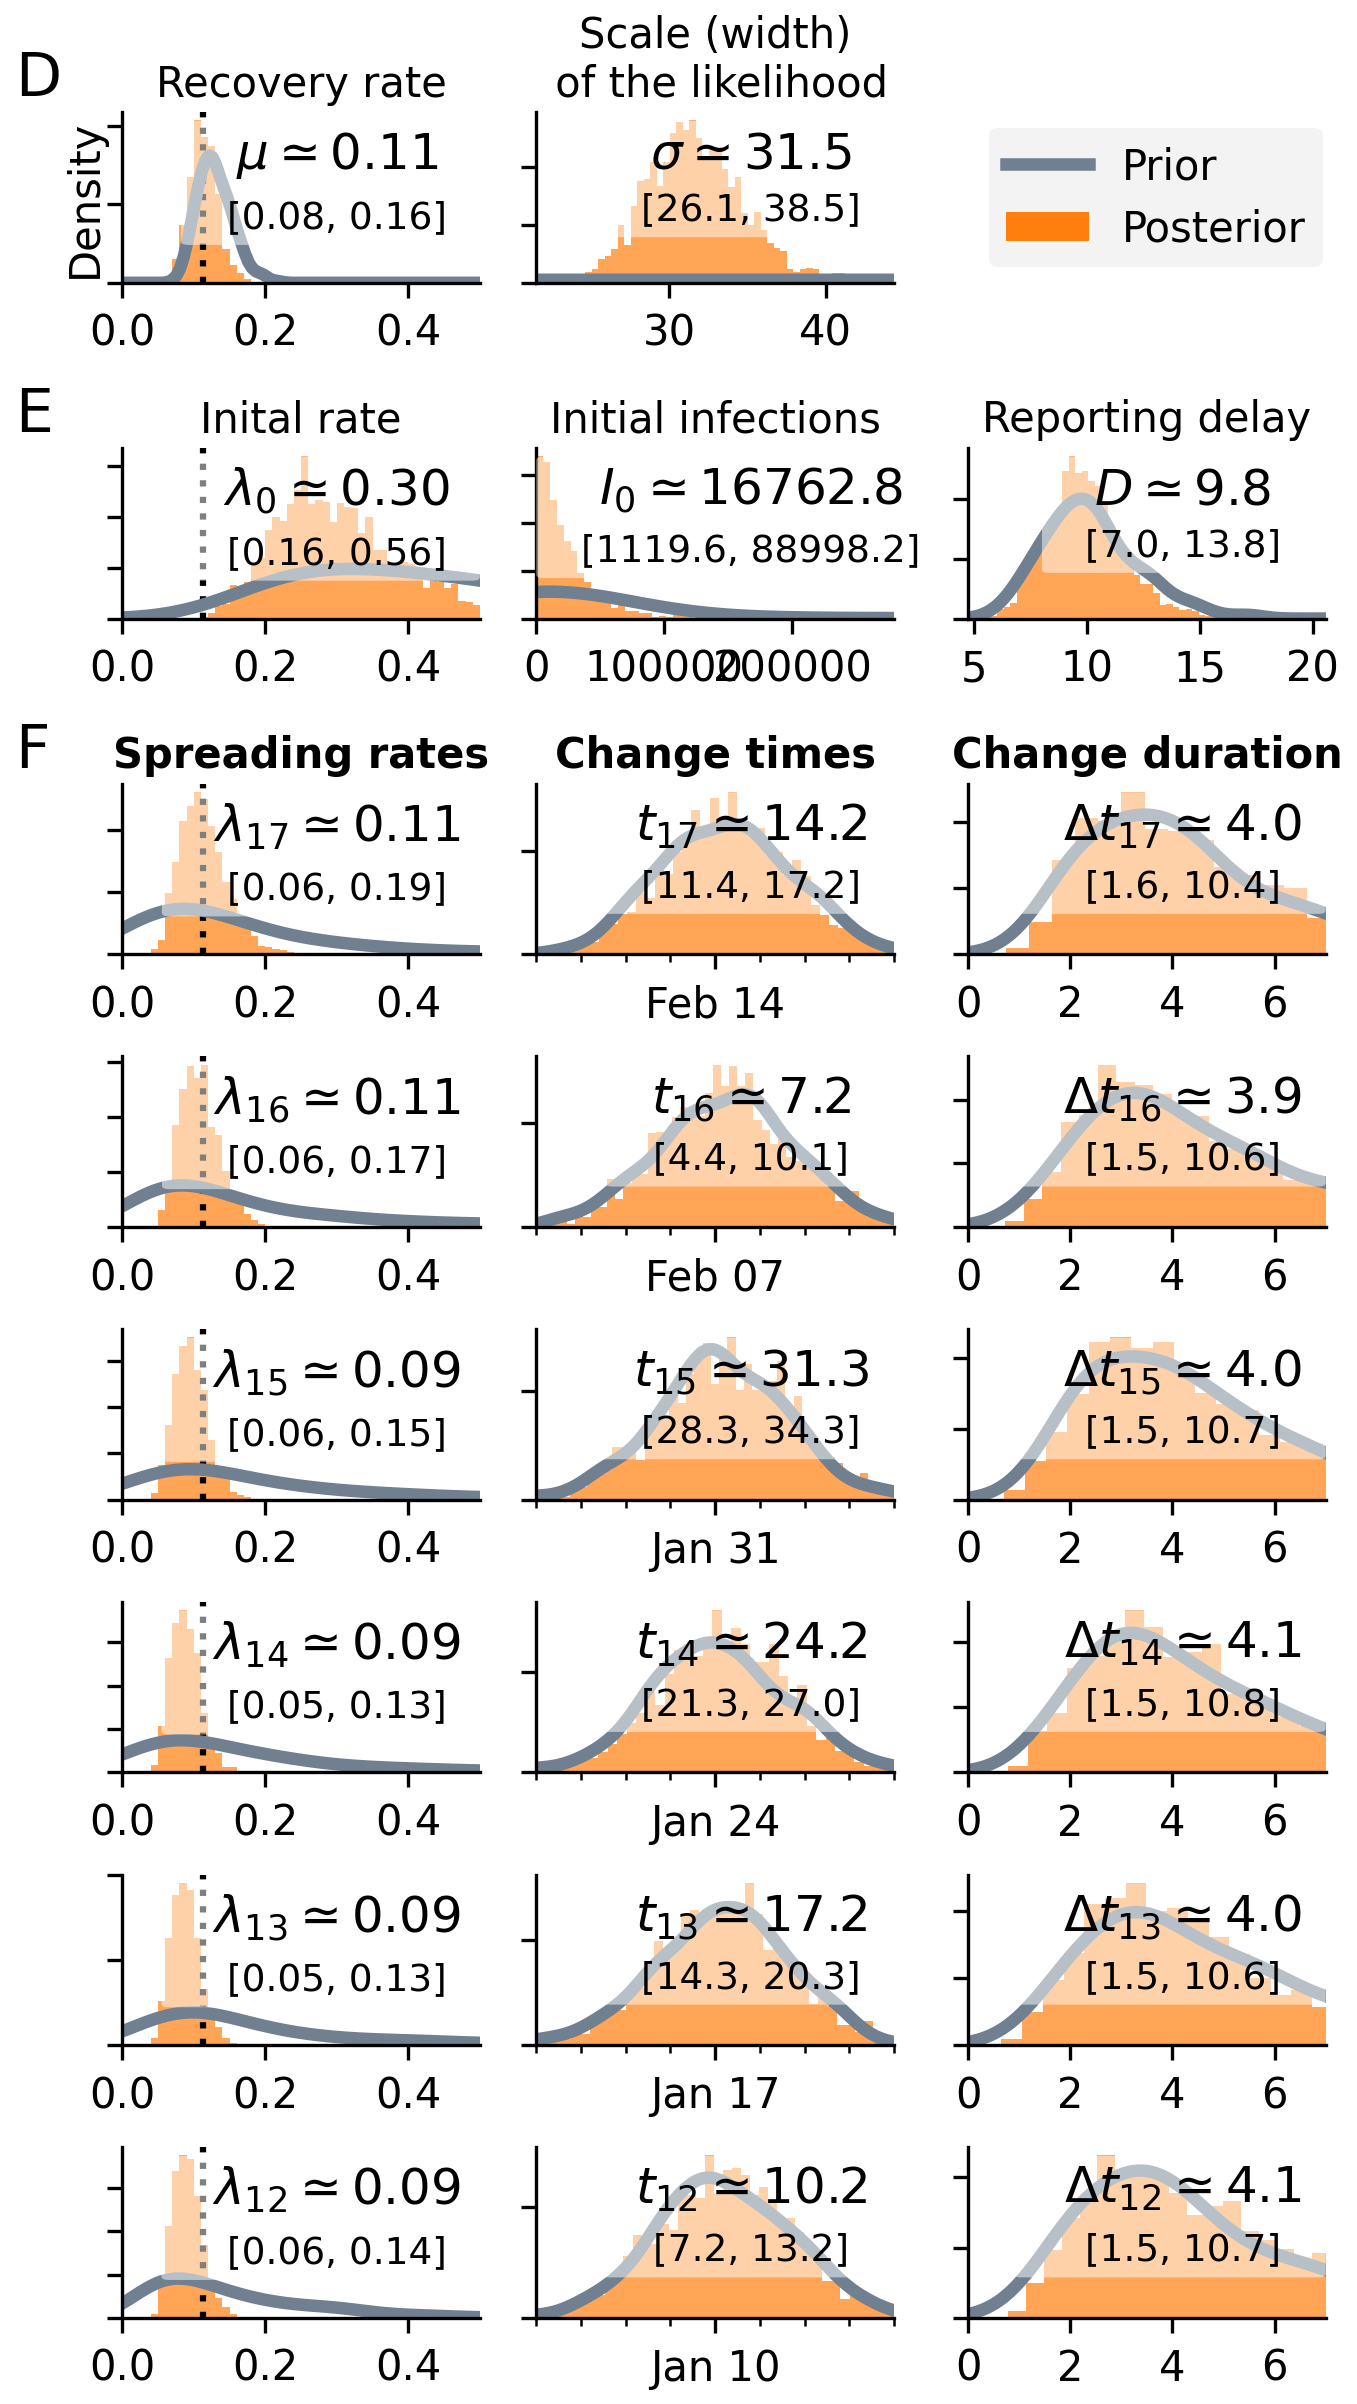 D
Recovery rate
Scale (width)
of the likelihood
Density
μ ≃ 0.11
[0.08, 0.16]
0.0 0.2 0.4
σ ≃ 31.5
[26.1, 38.5]
30 40
Prior
Posterior
E
Inital rate
λ0 ≃ 0.30
[0.16, 0.56]
0.0 0.2 0.4
Initial infections
I0 ≃ 16762.8
[1119.6, 88998.2]
0 100000 200000
Reporting delay
D ≃ 9.8
[7.0, 13.8]
5 10 15 20
F
Spreading rates
Change times
Change duration
λ17 ≃ 0.11
[0.06, 0.19]
0.0 0.2 0.4
t17 ≃ 14.2
[11.4, 17.2]
Feb 14
Δt17 ≃ 4.0
[1.6, 10.4]
0 2 4 6
λ16 ≃ 0.11
[0.06, 0.17]
0.0 0.2 0.4
t16 ≃ 7.2
[4.4, 10.1]
Feb 07
Δt16 ≃ 3.9
[1.5, 10.6]
0 2 4 6
λ15 ≃ 0.09
[0.06, 0.15]
0.0 0.2 0.4
t15 ≃ 31.3
[28.3, 34.3]
Jan 31
Δt15 ≃ 4.0
[1.5, 10.7]
0 2 4 6
λ14 ≃ 0.09
[0.05, 0.13]
0.0 0.2 0.4
t14 ≃ 24.2
[21.3, 27.0]
Jan 24
Δt14 ≃ 4.1
[1.5, 10.8]
0 2 4 6
λ13 ≃ 0.09
[0.05, 0.13]
0.0 0.2 0.4
t13 ≃ 17.2
[14.3, 20.3]
Jan 17
Δt13 ≃ 4.0
[1.5, 10.6]
0 2 4 6
λ12 ≃ 0.09
[0.06, 0.14]
0.0 0.2 0.4
t12 ≃ 10.2
[7.2, 13.2]
Jan 10
Δt12 ≃ 4.1
[1.5, 10.7]
0 2 4 6